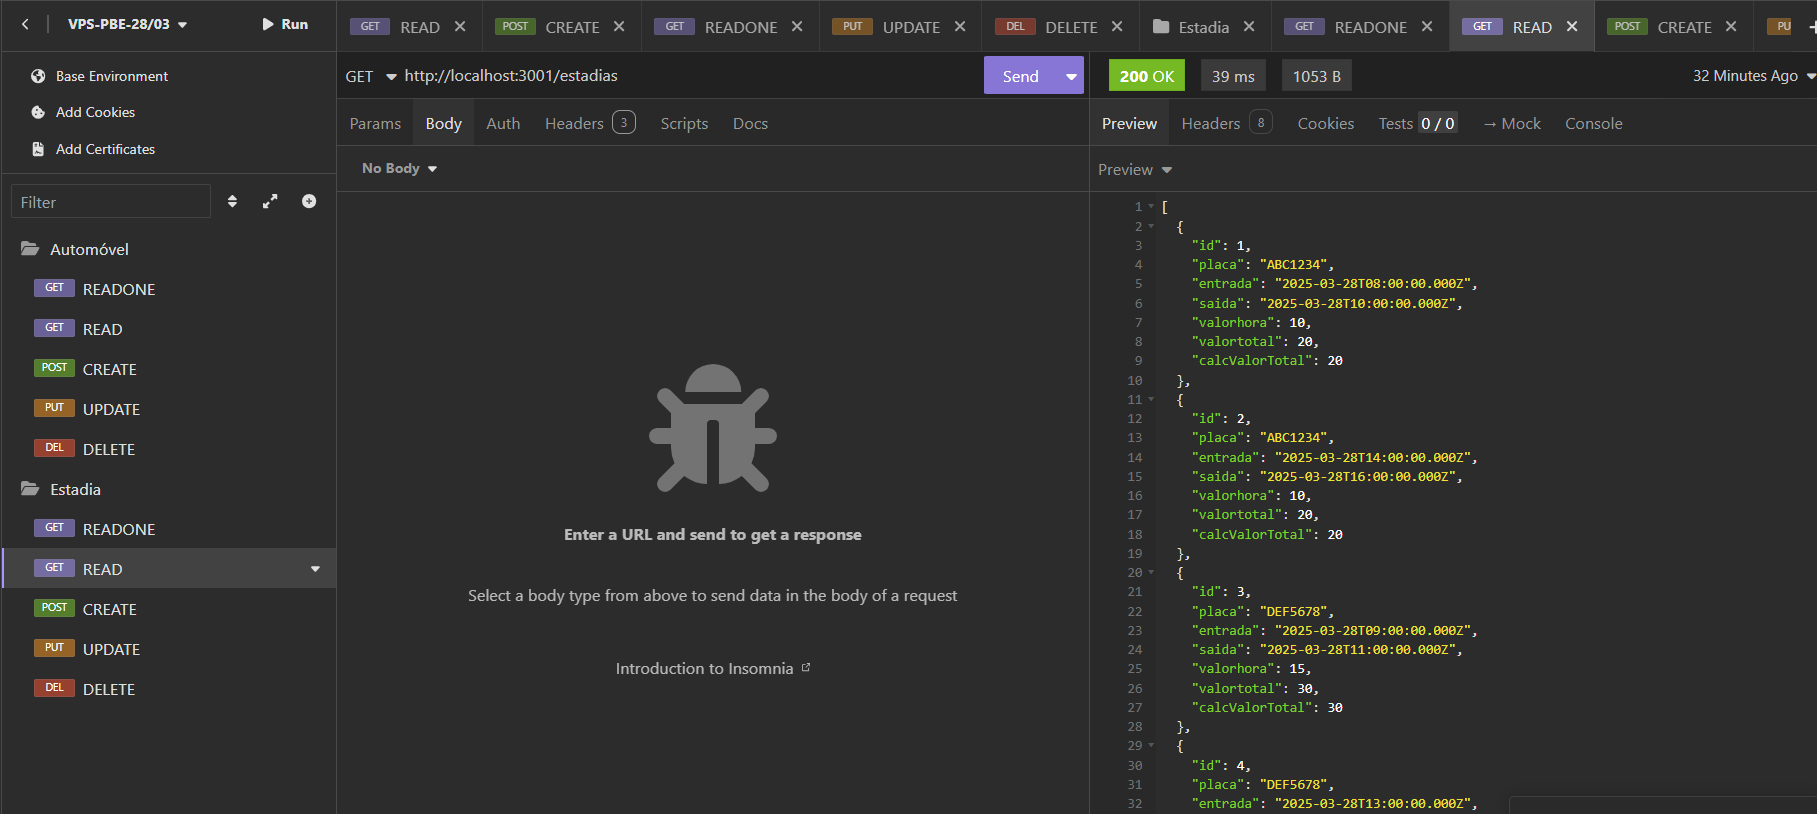 VPS-PBE-28/03
Run
Base Environment
Add Cookies
Add Certificates
Filter
Automóvel
GET READONE
GET READ
POST CREATE
PUT UPDATE
DEL DELETE
Estadia
GET READONE
GET READ
POST CREATE
PUT UPDATE
DEL DELETE
GET READ
POST CREATE
GET READONE
PUT UPDATE
DEL DELETE
Estadia
GET READONE
GET READ
POST CREATE
PU
GET http://localhost:3001/estadias
Send
Params Body Auth Headers 3 Scripts Docs
No Body
Enter a URL and send to get a response
Select a body type from above to send data in the body of a request
Introduction to Insomnia
200 OK 39 ms 1053 B 32 Minutes Ago
Preview Headers 8 Cookies Tests 0 / 0 → Mock Console
Preview
1 [
2 {
3 "id": 1,
4 "placa": "ABC1234",
5 "entrada": "2025-03-28T08:00:00.000Z",
6 "saida": "2025-03-28T10:00:00.000Z",
7 "valorhora": 10,
8 "valortotal": 20,
9 "calcValorTotal": 20
10 },
11 {
12 "id": 2,
13 "placa": "ABC1234",
14 "entrada": "2025-03-28T14:00:00.000Z",
15 "saida": "2025-03-28T16:00:00.000Z",
16 "valorhora": 10,
17 "valortotal": 20,
18 "calcValorTotal": 20
19 },
20 {
21 "id": 3,
22 "placa": "DEF5678",
23 "entrada": "2025-03-28T09:00:00.000Z",
24 "saida": "2025-03-28T11:00:00.000Z",
25 "valorhora": 15,
26 "valortotal": 30,
27 "calcValorTotal": 30
28 },
29 {
30 "id": 4,
31 "placa": "DEF5678",
32 "entrada": "2025-03-28T13:00:00.000Z",